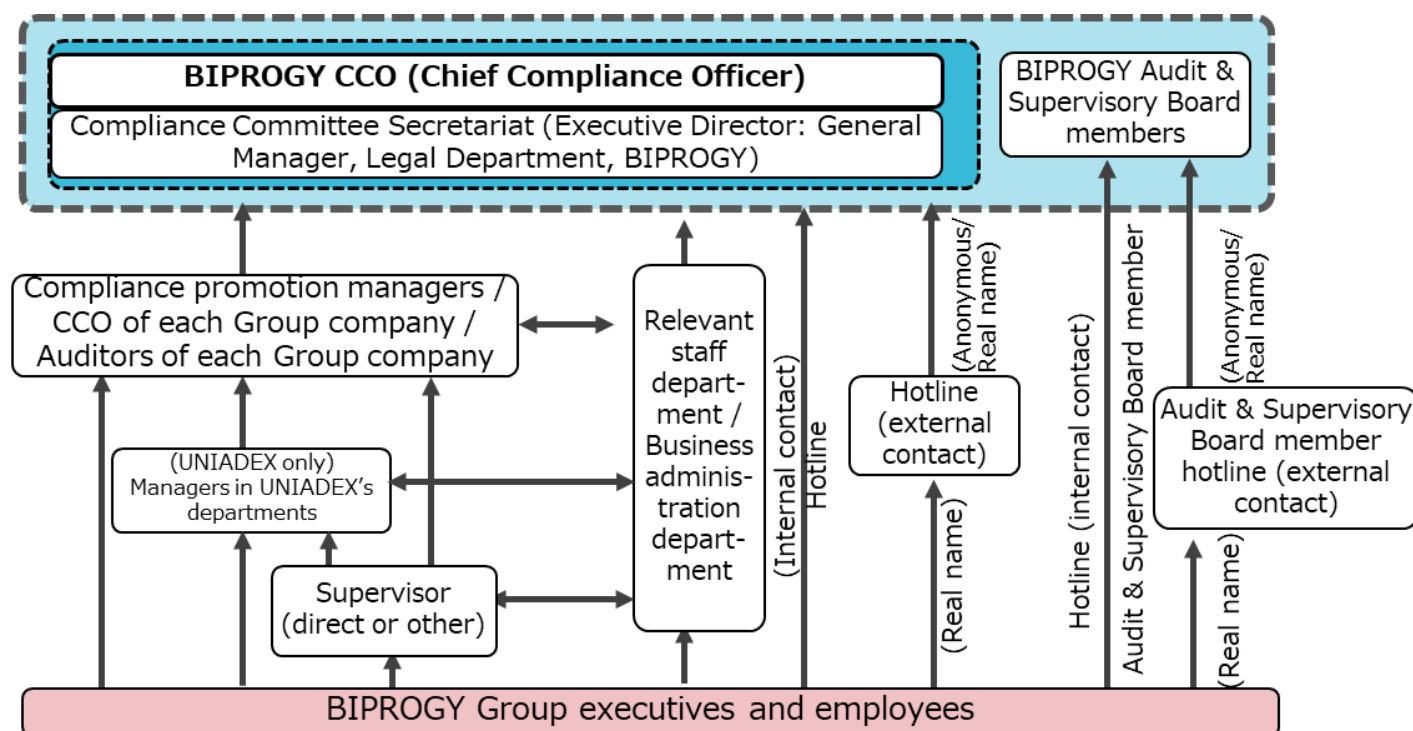 BIPROGY CCO (Chief Compliance Officer)
Compliance Committee Secretariat (Executive Director: General
Manager, Legal Department, BIPROGY)
BIPROGY Audit &
Supervisory Board
members
Compliance promotion managers /
CCO of each Group company /
Auditors of each Group company
(UNIADEX only)
Managers in UNIADEX's
departments
Supervisor
(direct or other)
Relevant
staff
depart-
ment /
Business
adminis-
tration
depart-
ment
(Internal contact)
Hotline
(Anonymous/
Real name)
Hotline
(external
contact)
(Real name)
Hotline (internal contact)
Audit & Supervisory Board member
(Anonymous/
Real name)
Audit & Supervisory
Board member
hotline (external
contact)
(Real name)
BIPROGY Group executives and employees